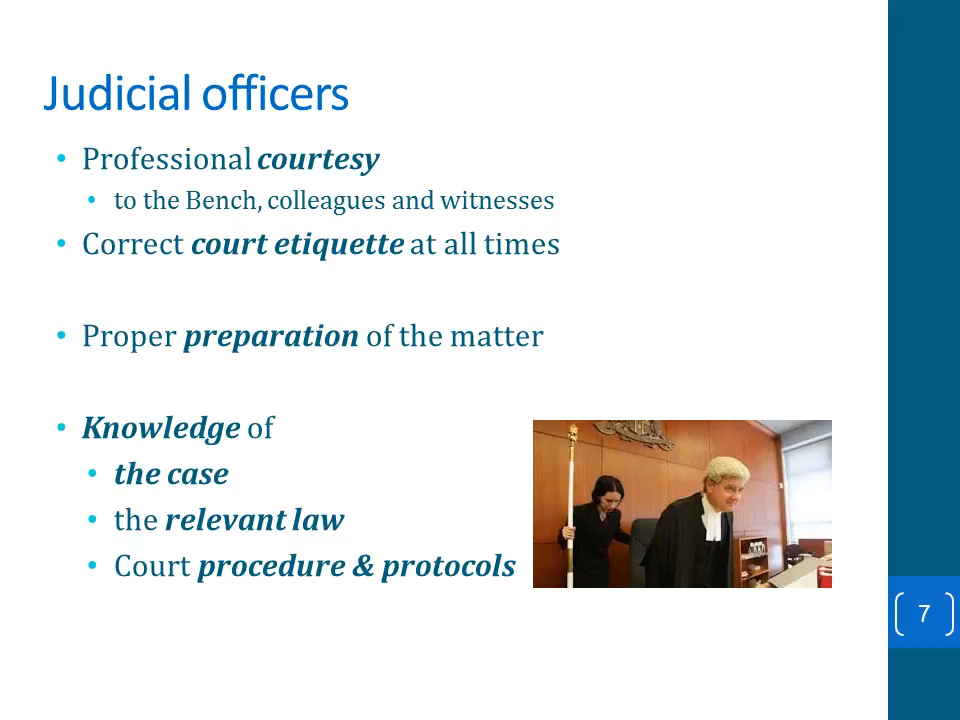 Judicial officers
• Professional courtesy
• to the Bench, colleagues and witnesses
• Correct court etiquette at all times
• Proper preparation of the matter
• Knowledge of
• the case
• the relevant law
• Court procedure & protocols
7